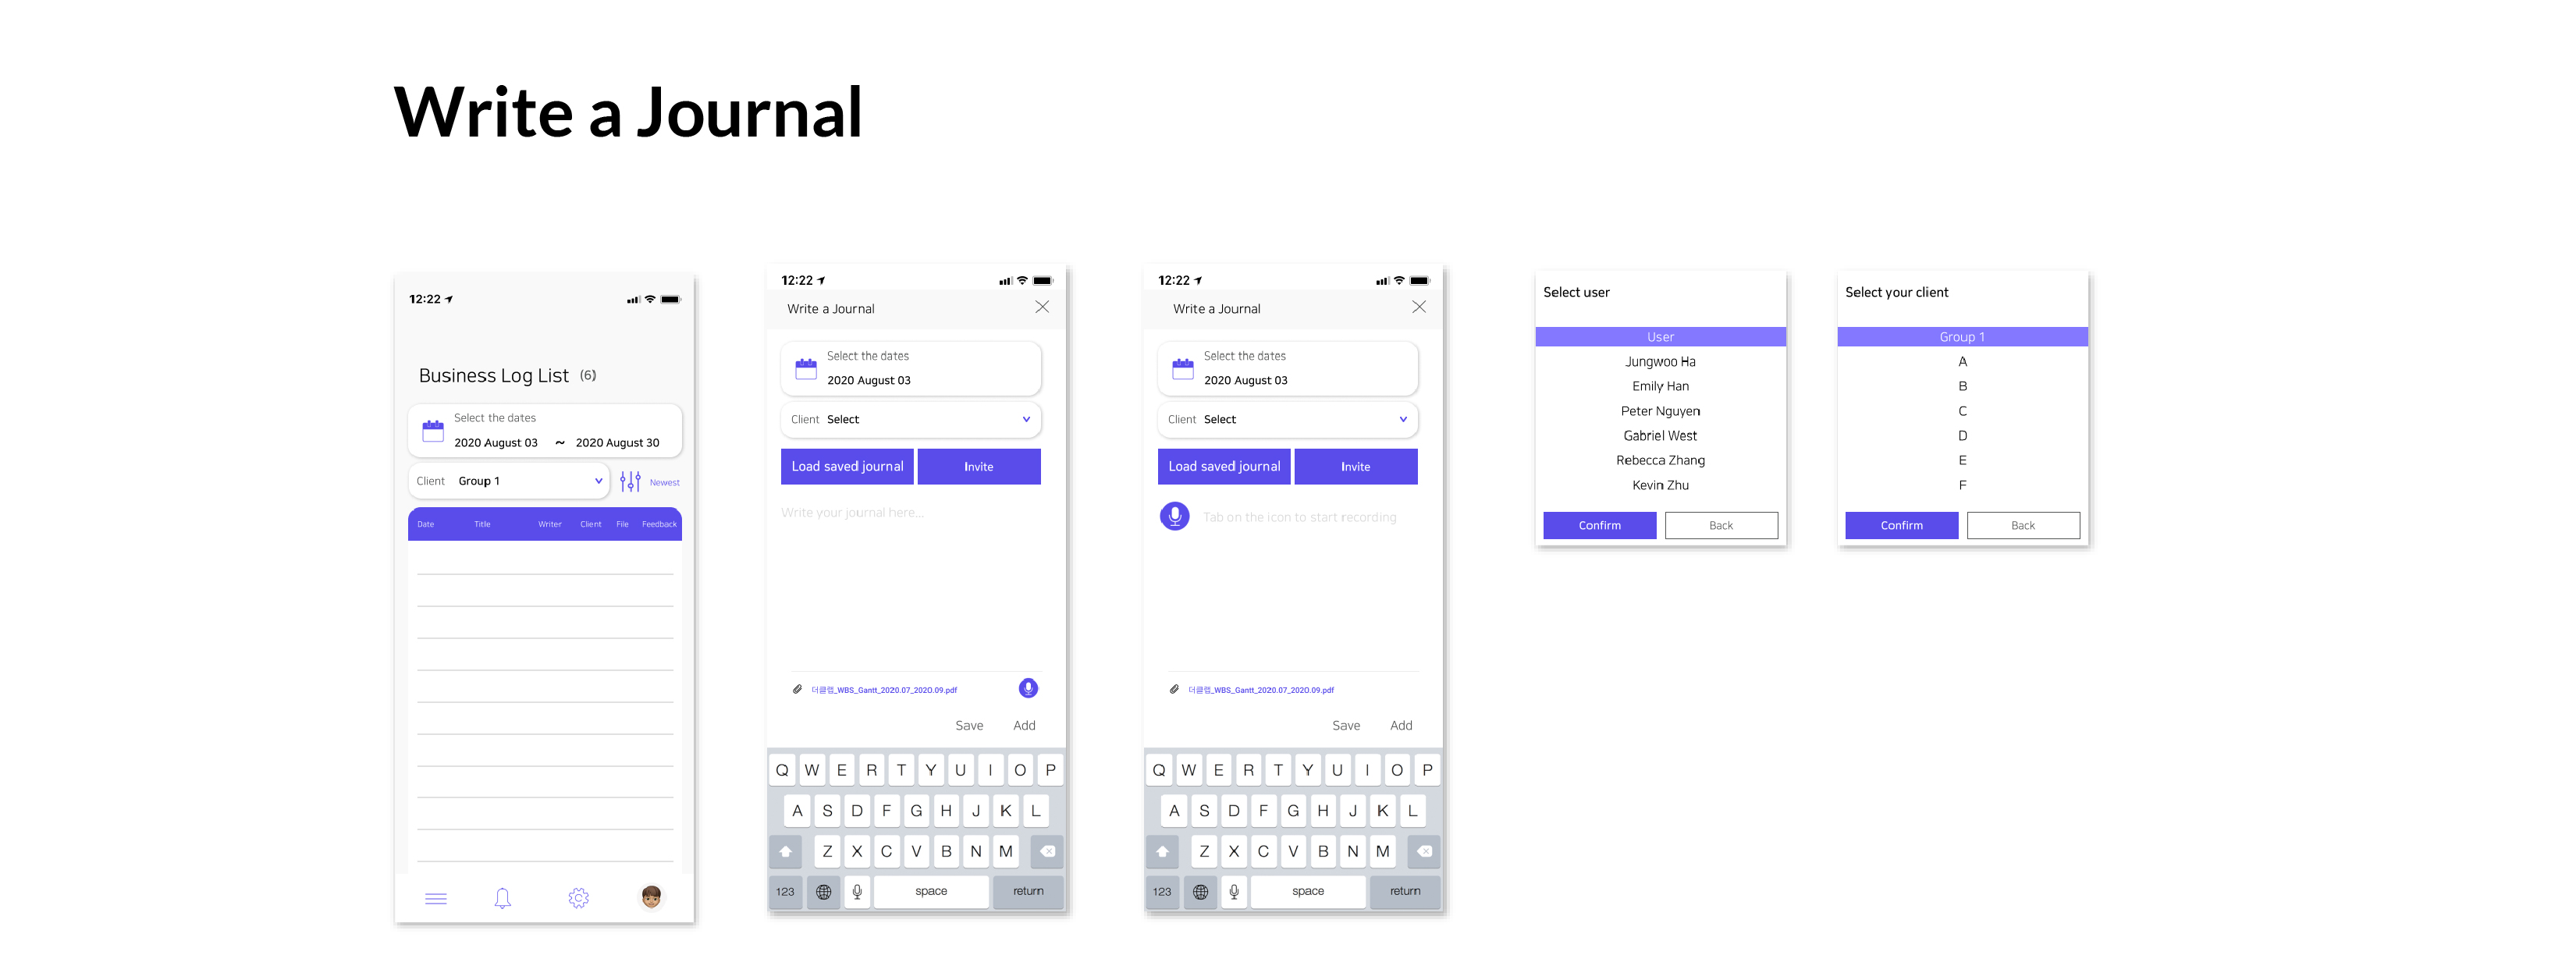 Write a Journal
12:22
Business Log List (6)
Select the dates
2020 August 03 ~ 2020 August 30
Client Group 1
Newest
Date Title Writer Client File Feedback
12:22
Write a Journal
Select the dates
2020 August 03
Client Select
Load saved journal Invite
Write your journal here...
더클랩_WBS_Gantt_2020.07_2020.09.pdf
Save Add
Q W E R T Y U I O P
A S D F G H J K L
Z X C V B N M
123 space return
12:22
Write a Journal
Select the dates
2020 August 03
Client Select
Load saved journal Invite
Tab on the icon to start recording
더클랩_WBS_Gantt_2020.07_2020.09.pdf
Save Add
Q W E R T Y U I O P
A S D F G H J K L
Z X C V B N M
123 space return
Select user
User
Jungwoo Ha
Emily Han
Peter Nguyen
Gabriel West
Rebecca Zhang
Kevin Zhu
Confirm Back
Select your client
Group 1
A
B
C
D
E
F
Confirm Back